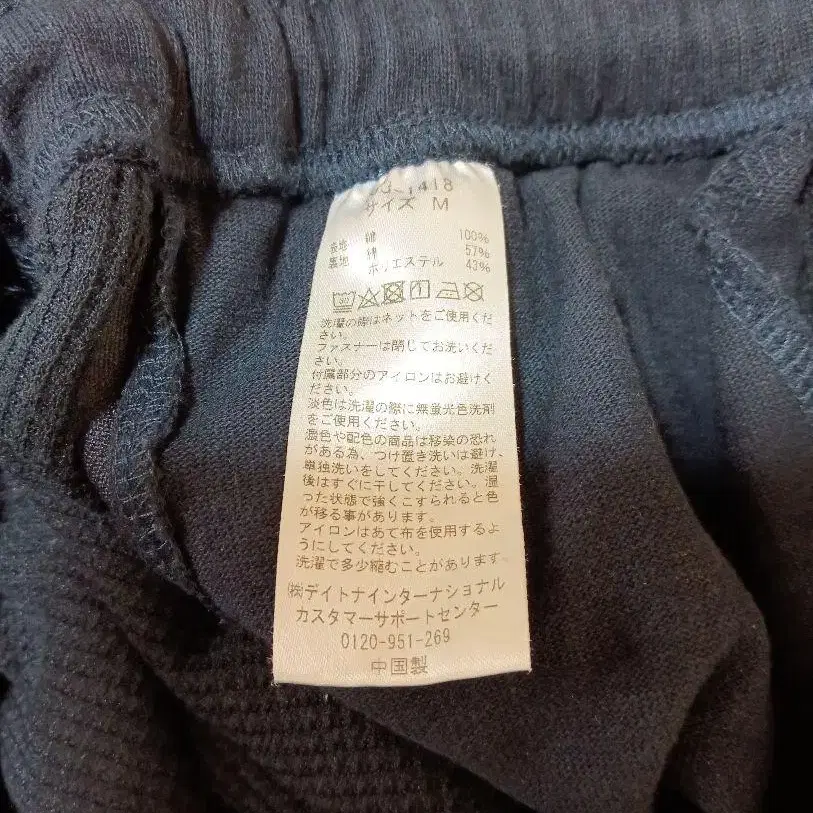 1418
サイズ M
表地 綿 100%
裏地 綿 57%
ポリエステル 43%
洗濯の際はネットをご使用くだ
さい。
ファスナーは閉じてお洗いくだ
さい。
付属部分のアイロンはお避けく
ださい。
淡色は洗濯の際に無蛍光色洗剤
をご使用ください。
濃色や配色の商品は移染の恐れ
がある為、つけ置き洗いは避け、
単独洗いをしてください。洗濯
後はすぐに干してください。湿
った状態で強くこすられると色
が移る事があります。
アイロンはあて布を使用するよ
うにしてください。
洗濯で多少縮むことがあります。
㈱デイトナインターナショナル
カスタマーサポートセンター
0120-951-269
中国製